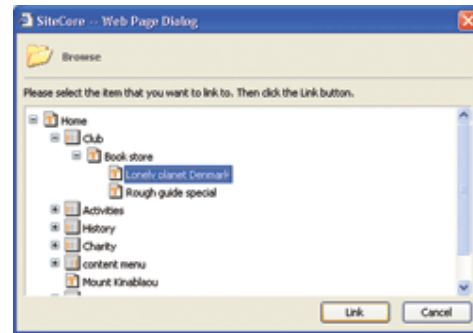 SiteCore -- Web Page Dialog
Browse
Please select the item that you want to link to. Then click the Link button.
Home
Club
Book store
Lonely planet Denmark
Rough guide special
Activities
History
Charity
content menu
Mount Kinablaou
Link Cancel